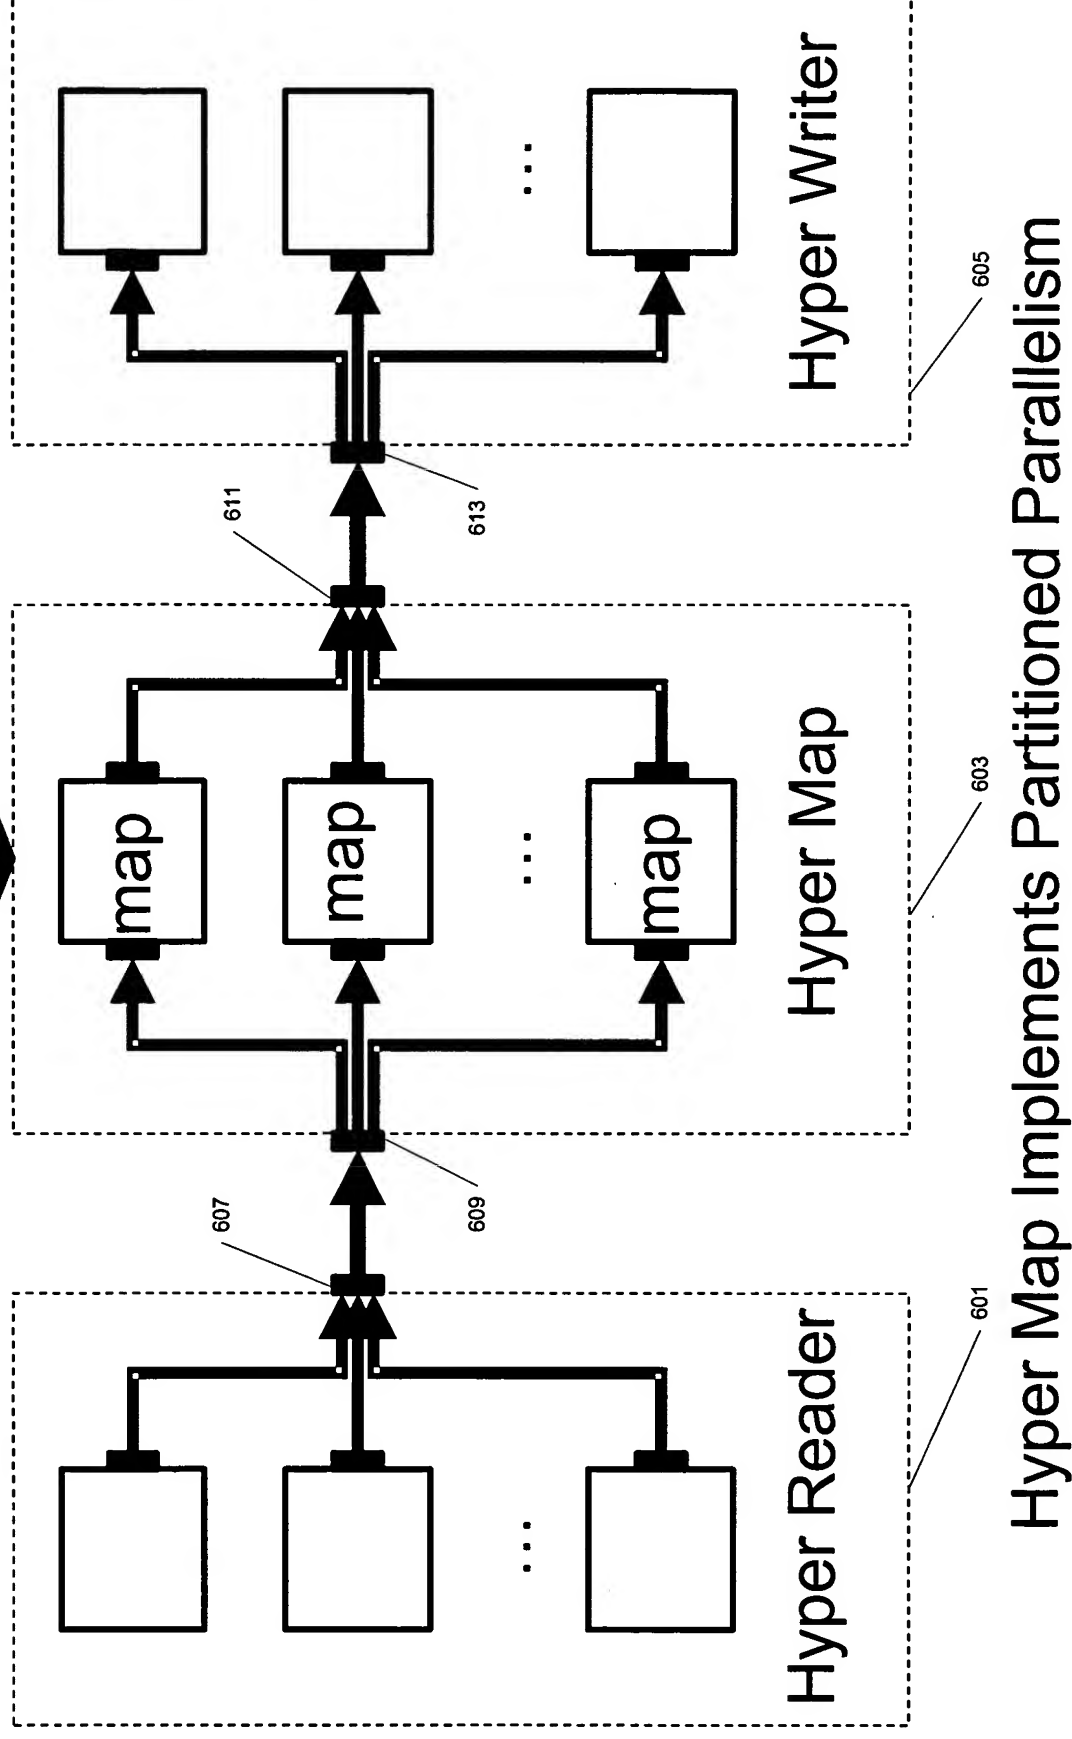 map
map
...
map
...
...
Hyper Reader
Hyper Map
Hyper Writer
607
609
611
613
601
603
605
Hyper Map Implements Partitioned Parallelism